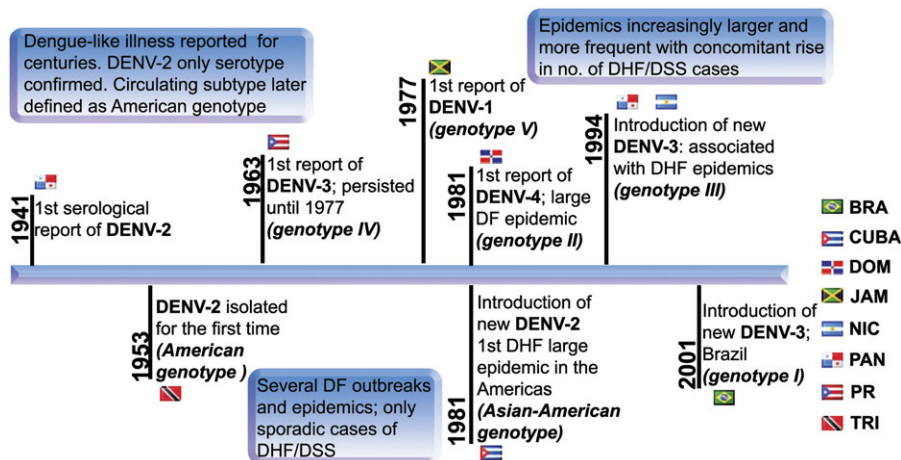 Dengue-like illness reported for
centuries. DENV-2 only serotype
confirmed. Circulating subtype later
defined as American genotype
Epidemics increasingly larger and
more frequent with concomitant rise
in no. of DHF/DSS cases
1941
1st serological
report of DENV-2
1963
1st report of
DENV-3; persisted
until 1977
(genotype IV)
1977
1st report of
DENV-1
(genotype V)
1981
1st report of
DENV-4; large
DF epidemic
(genotype II)
1994
Introduction of new
DENV-3: associated
with DHF epidemics
(genotype III)
1953
DENV-2 isolated
for the first time
(American
genotype )
Several DF outbreaks
and epidemics; only
sporadic cases of
DHF/DSS
1981
Introduction of
new DENV-2
1st DHF large
epidemic in the
Americas
(Asian-American
genotype)
2001
Introduction of
new DENV-3;
Brazil
(genotype I)
BRA
CUBA
DOM
JAM
NIC
PAN
PR
TRI